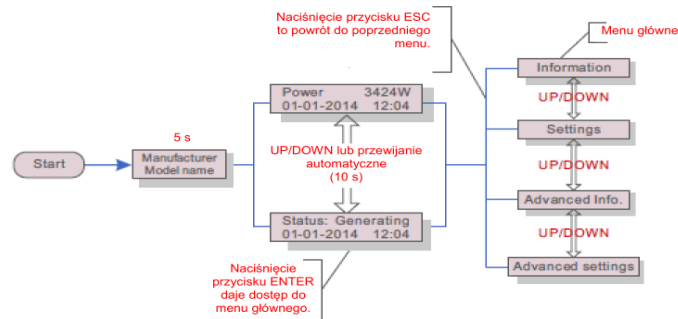 Naciśnięcie przycisku ESC
to powrót do poprzedniego
menu.
Menu główne
Start
5 s
Manufacturer
Model name
Power 3424W
01-01-2014 12:04
UP/DOWN lub przewijanie
automatyczne
(10 s)
Status: Generating
01-01-2014 12:04
Naciśnięcie
przycisku ENTER
daje dostęp do
menu głównego.
Information
UP/DOWN
Settings
UP/DOWN
Advanced Info.
UP/DOWN
Advanced settings